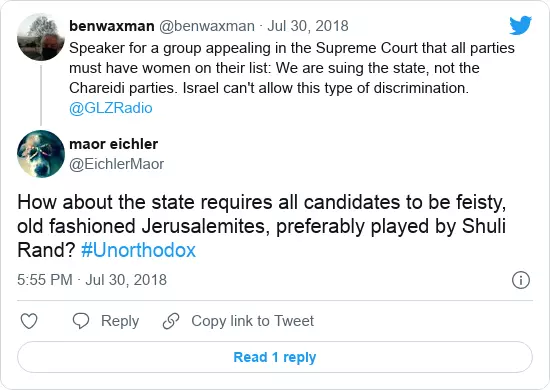 benwaxman @benwaxman · Jul 30, 2018
Speaker for a group appealing in the Supreme Court that all parties
must have women on their list: We are suing the state, not the
Chareidi parties. Israel can't allow this type of discrimination.
@GLZRadio
maor eichler
@EichlerMaor
How about the state requires all candidates to be feisty,
old fashioned Jerusalemites, preferably played by Shuli
Rand? #Unorthodox
5:55 PM · Jul 30, 2018
Reply
Copy link to Tweet
Read 1 reply